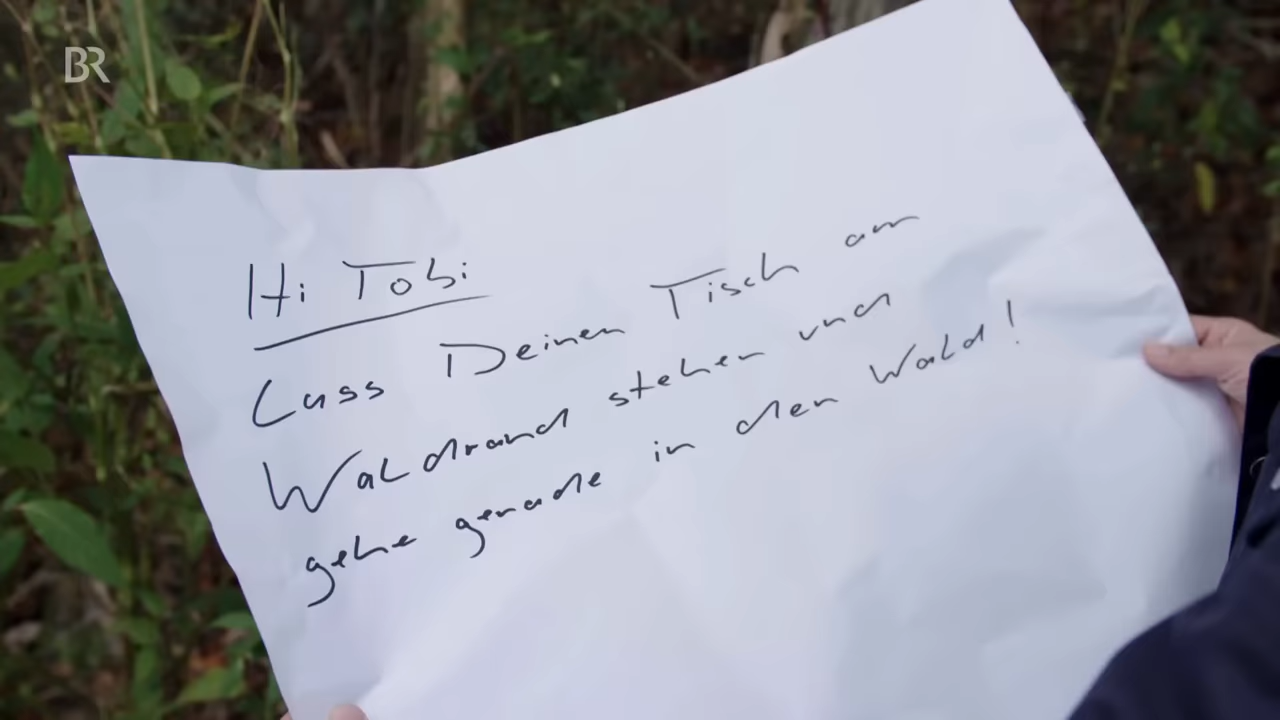 BR
Hi Tobi
Lass Deinen Tisch am
Waldrand stehen und
gehe gerade in den Wald!